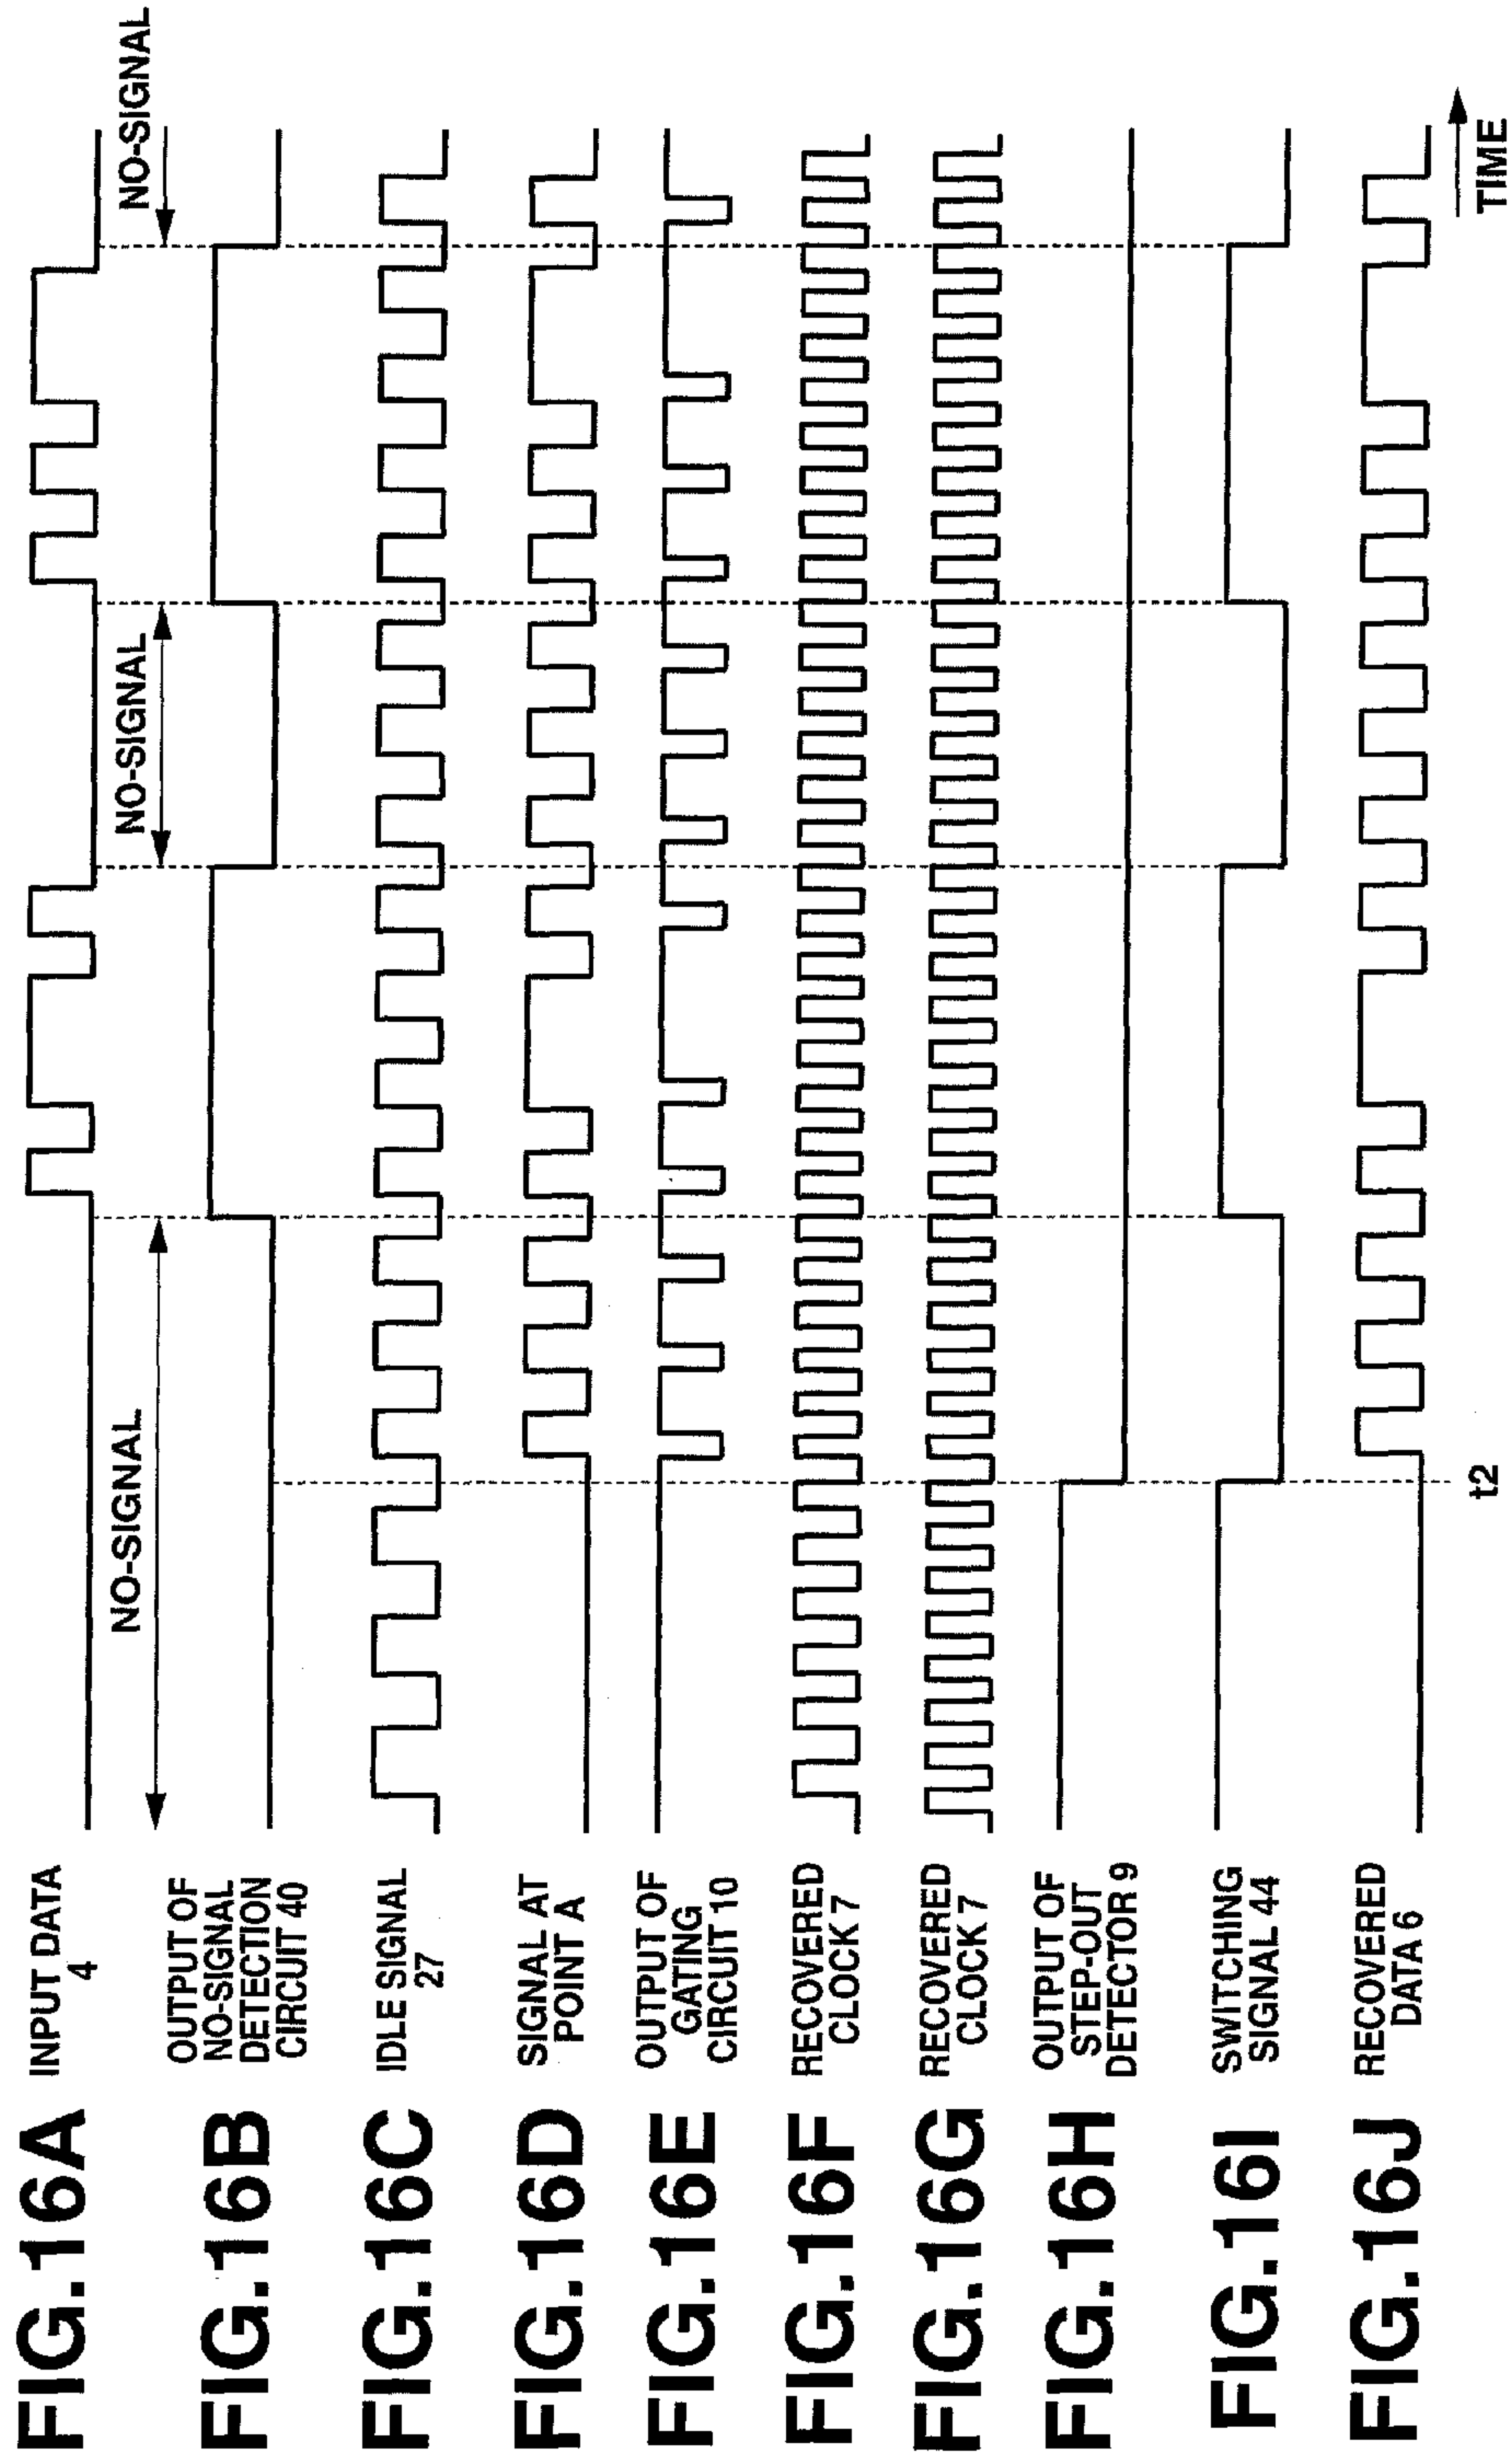 FIG.16A
INPUT DATA
4
NO-SIGNAL
NO-SIGNAL
NO-SIGNAL
FIG.16B
OUTPUT OF
NO-SIGNAL
DETECTION
CIRCUIT 40
FIG.16C
IDLE SIGNAL
27
FIG.16D
SIGNAL AT
POINT A
FIG.16E
OUTPUT OF
GATING
CIRCUIT 10
FIG.16F
RECOVERED
CLOCK 7
FIG.16G
RECOVERED
CLOCK 7
FIG.16H
OUTPUT OF
STEP-OUT
DETECTOR 9
FIG.16I
SWITCHING
SIGNAL 44
FIG.16J
RECOVERED
DATA 6
t2
TIME